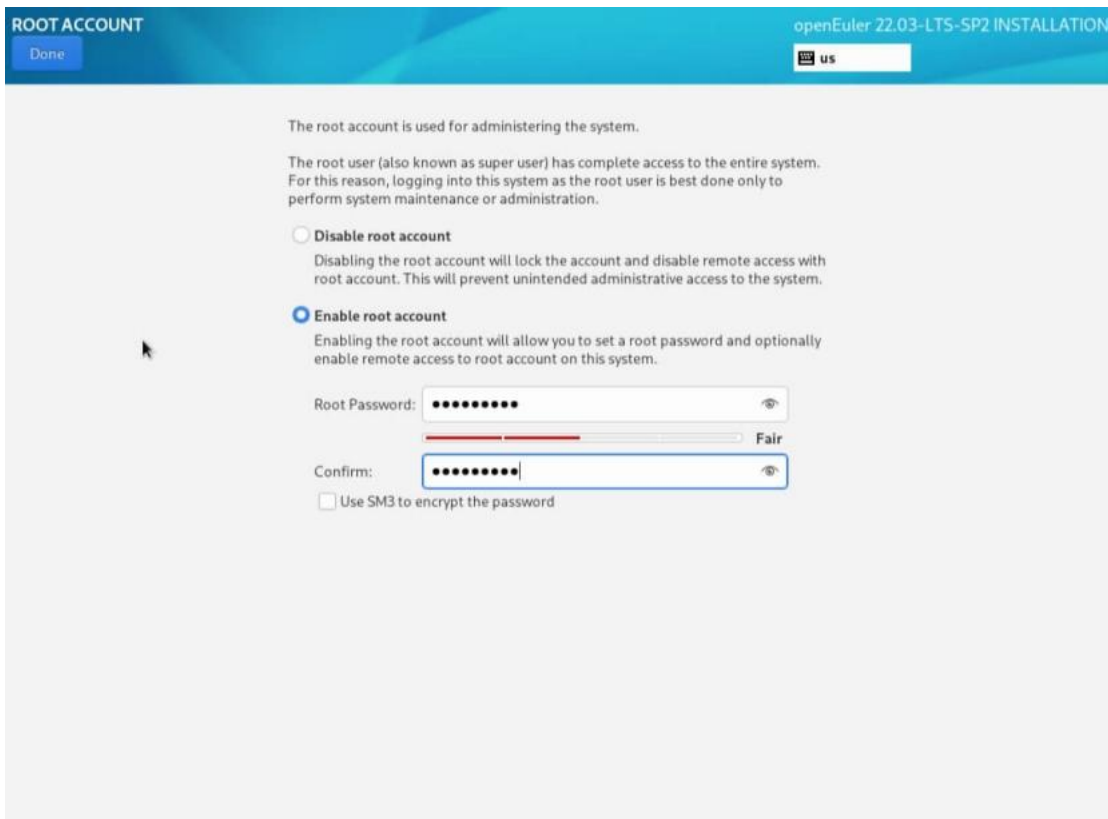 ROOT ACCOUNT
openEuler 22.03-LTS-SP2 INSTALLATION
Done
us
The root account is used for administering the system.
The root user (also known as super user) has complete access to the entire system.
For this reason, logging into this system as the root user is best done only to
perform system maintenance or administration.
Disable root account
Disabling the root account will lock the account and disable remote access with
root account. This will prevent unintended administrative access to the system.
Enable root account
Enabling the root account will allow you to set a root password and optionally
enable remote access to root account on this system.
Root Password: •••••••••
Fair
Confirm: •••••••••
Use SM3 to encrypt the password